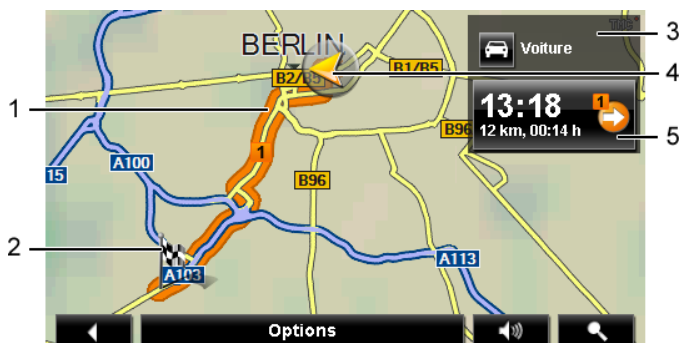 BERLIN
TMC
3
Voiture
B2/B5
B1/B5
4
1
13:18
1
12 km, 00:14 h
B96
5
1
A100
15
B96
2
A103
A113
Options